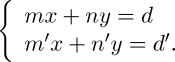 mx + ny = d
m′x + n′y = d′.